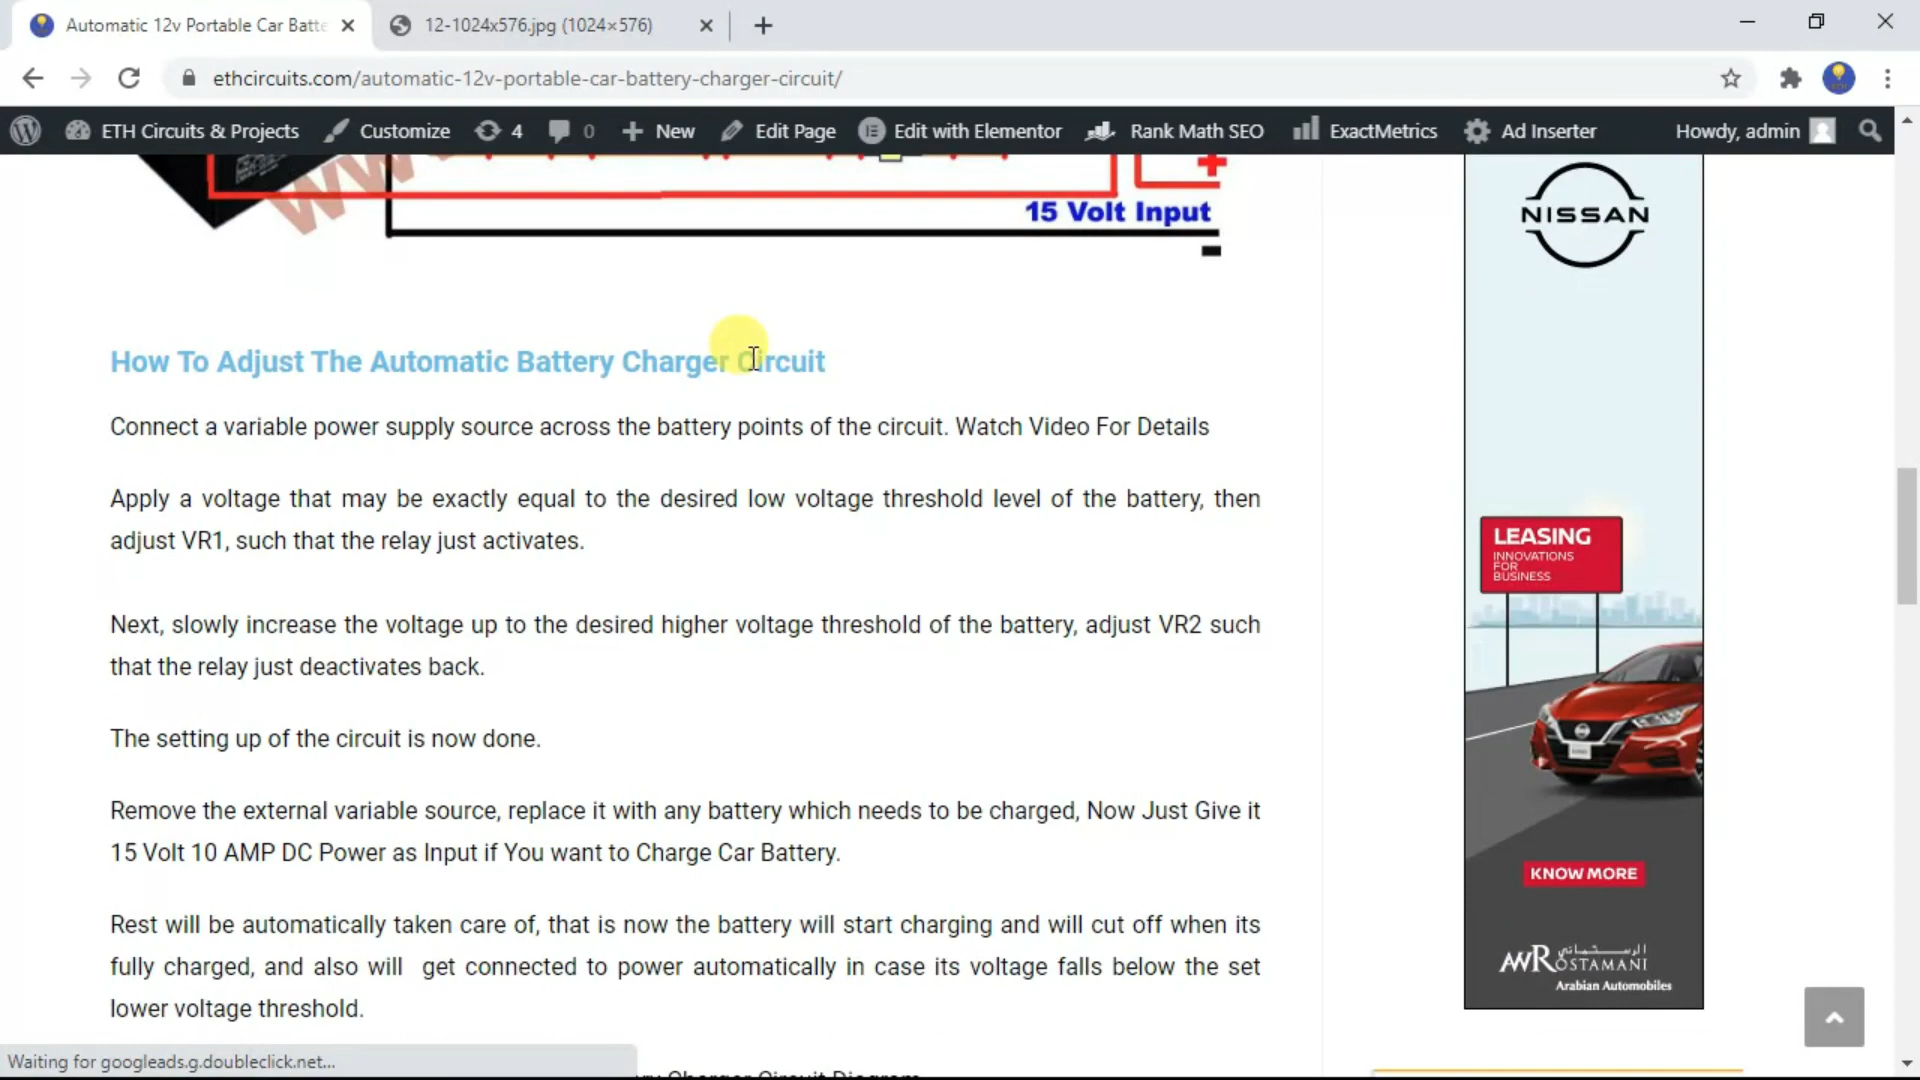 Automatic 12v Portable Car Batte
12-1024x576.jpg (1024×576)
ethcircuits.com/automatic-12v-portable-car-battery-charger-circuit/
ETH Circuits & Projects Customize 4 0 New Edit Page Edit with Elementor Rank Math SEO ExactMetrics Ad Inserter Howdy, admin
15 Volt Input
How To Adjust The Automatic Battery Charger Circuit
Connect a variable power supply source across the battery points of the circuit. Watch Video For Details
Apply a voltage that may be exactly equal to the desired low voltage threshold level of the battery, then
adjust VR1, such that the relay just activates.
Next, slowly increase the voltage up to the desired higher voltage threshold of the battery, adjust VR2 such
that the relay just deactivates back.
The setting up of the circuit is now done.
Remove the external variable source, replace it with any battery which needs to be charged, Now Just Give it
15 Volt 10 AMP DC Power as Input if You want to Charge Car Battery.
Rest will be automatically taken care of, that is now the battery will start charging and will cut off when its
fully charged, and also will get connected to power automatically in case its voltage falls below the set
lower voltage threshold.
Charger Circuit Diagram
Waiting for googleads.g.doubleclick.net...
NISSAN
LEASING
INNOVATIONS
FOR
BUSINESS
KNOW MORE
الرستماني
AWROSTAMANI
Arabian Automobiles